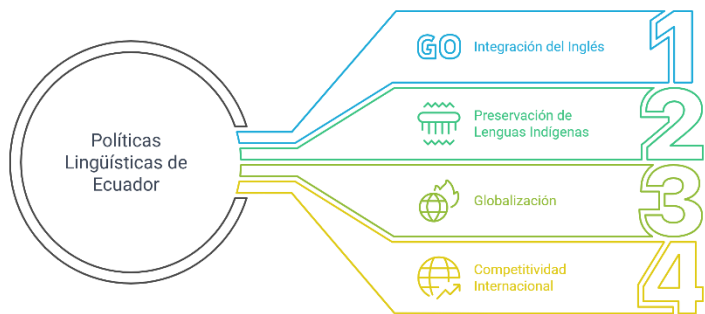 Políticas
Lingüísticas de
Ecuador
GO Integración del Inglés 1
Preservación de
Lenguas Indígenas 2
Globalización 3
Competitividad
Internacional 4